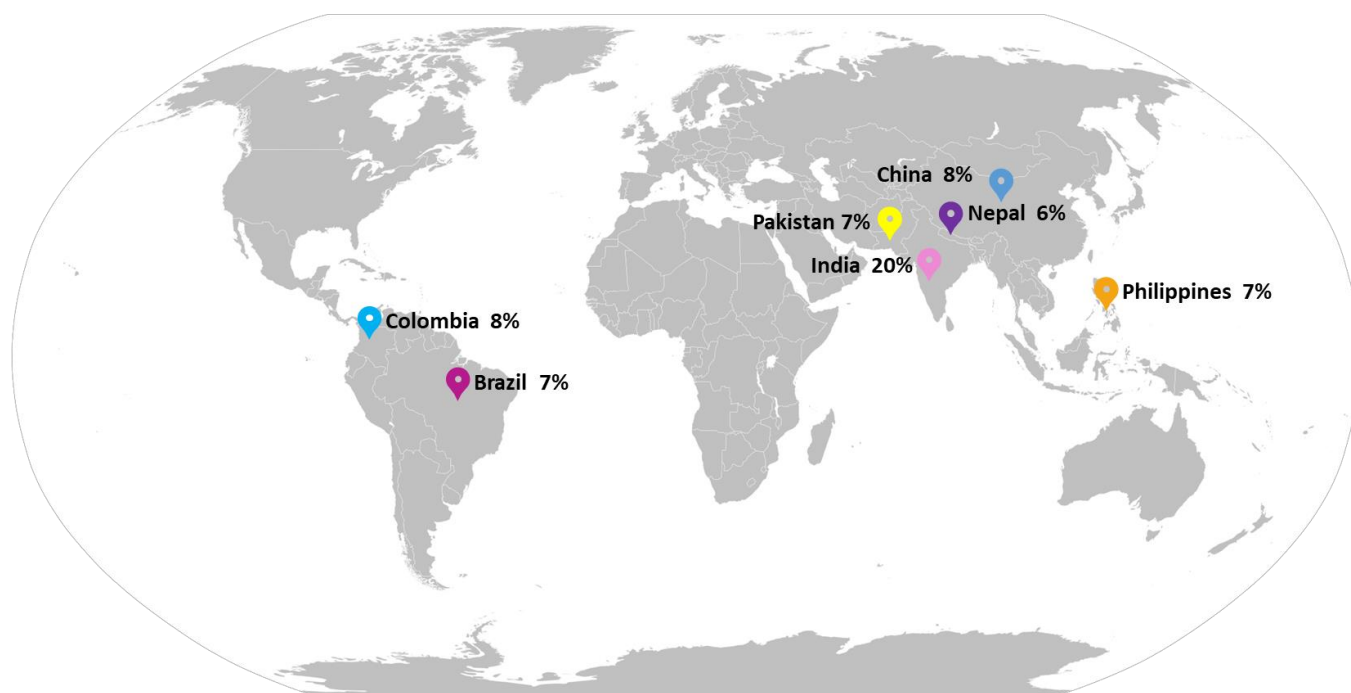 China  8%
Pakistan 7%
Nepal  6%
India  20%
Philippines  7%
Colombia  8%
Brazil  7%